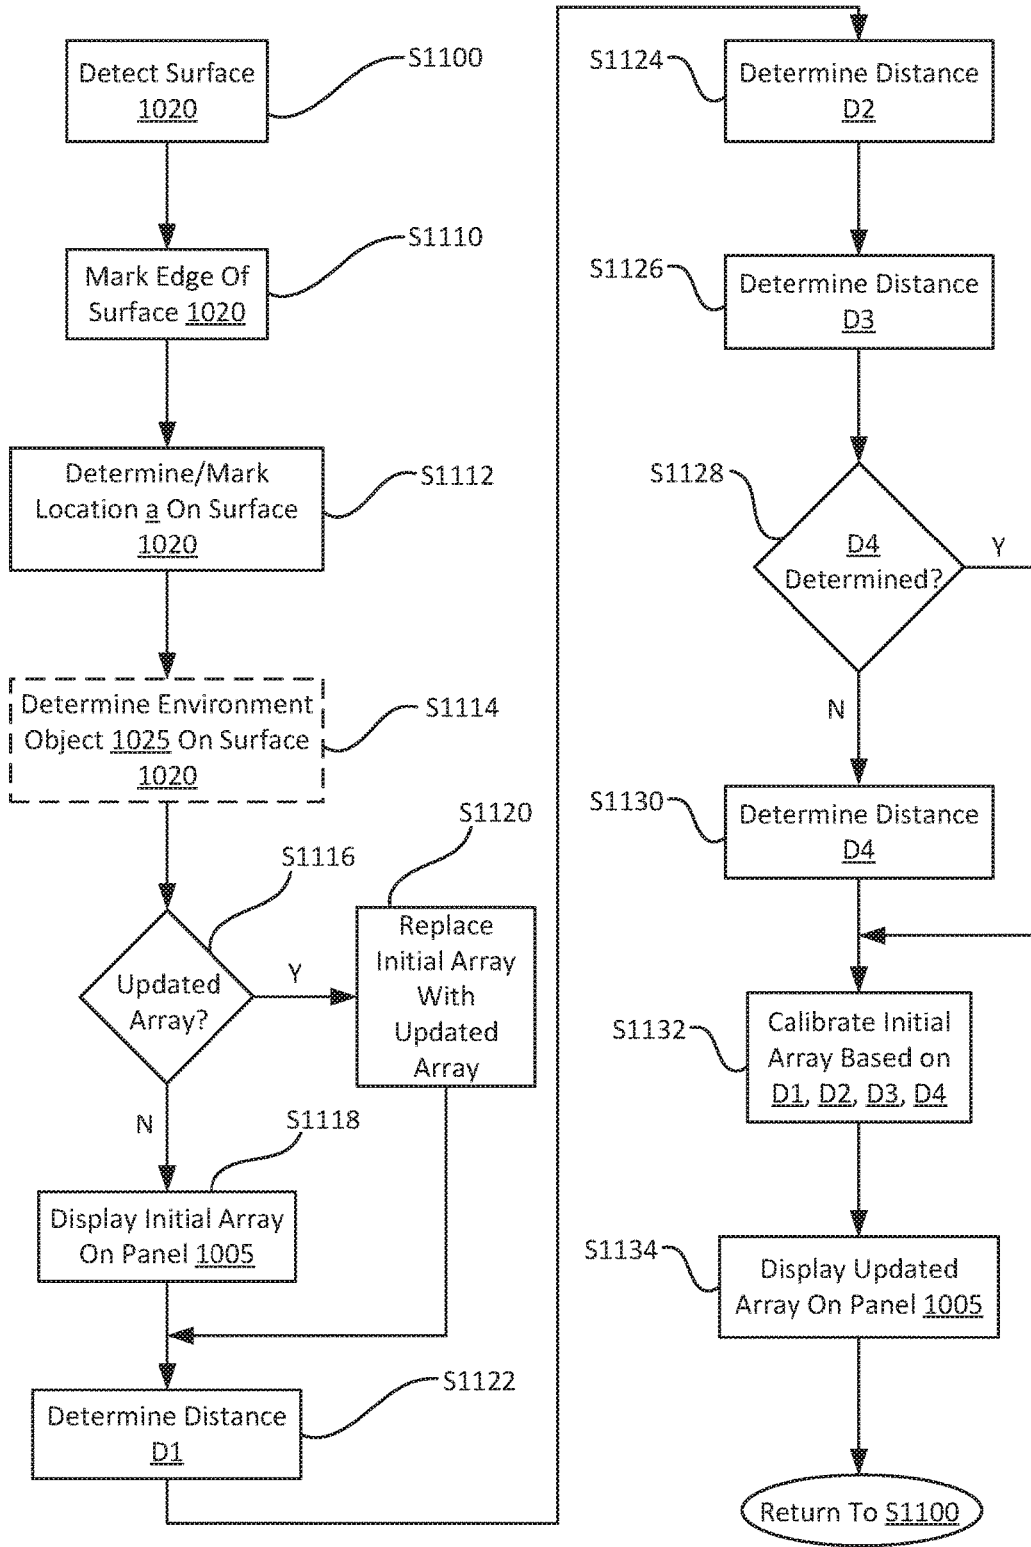 Detect Surface
1020
S1100
Mark Edge Of
Surface 1020
S1110
Determine/Mark
Location a On Surface
1020
S1112
Determine Environment
Object 1025 On Surface
1020
S1114
Updated
Array?
S1116
Y
N
Replace
Initial Array
With
Updated
Array
S1120
Display Initial Array
On Panel 1005
S1118
Determine Distance
D1
S1122
S1124
Determine Distance
D2
S1126
Determine Distance
D3
S1128
D4
Determined?
Y
N
S1130
Determine Distance
D4
S1132
Calibrate Initial
Array Based on
D1, D2, D3, D4
S1134
Display Updated
Array On Panel 1005
Return To S1100